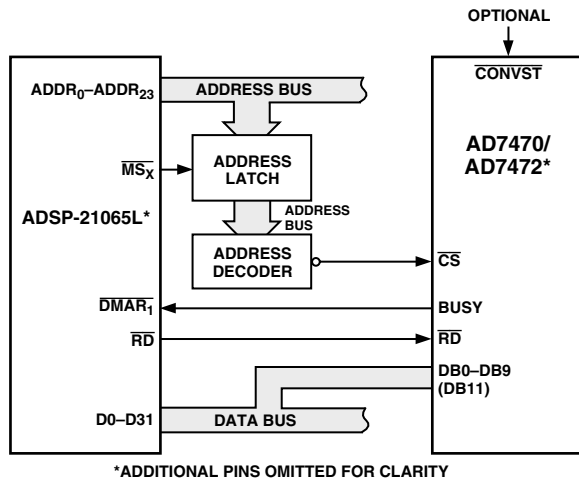 OPTIONAL
ADDR0–ADDR23
ADDRESS BUS
CONVST
AD7470/
AD7472*
MSX
ADDRESS
LATCH
ADSP-21065L*
ADDRESS
BUS
ADDRESS
DECODER
CS
DMAR1
BUSY
RD
RD
DB0–DB9
(DB11)
D0–D31
DATA BUS
*ADDITIONAL PINS OMITTED FOR CLARITY